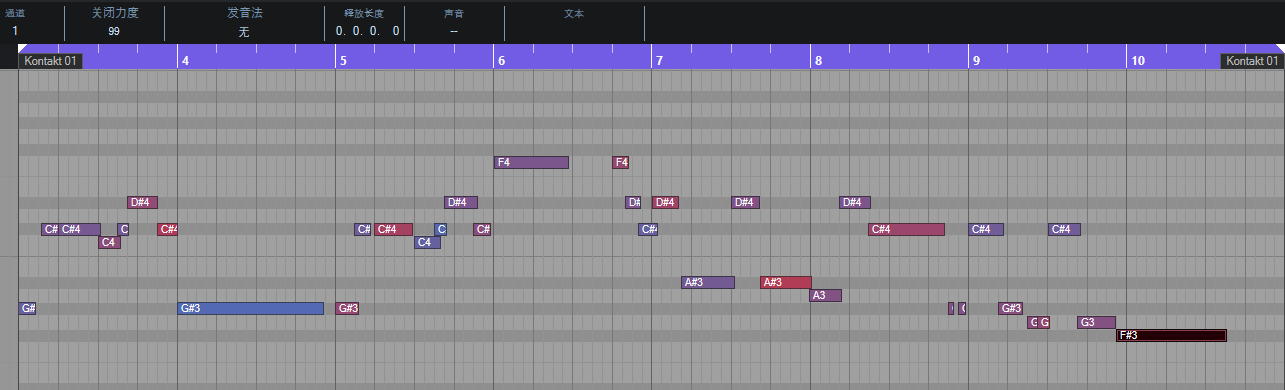 通道 关闭力度 发音法 释放长度 声音 文本
1 99 无 0. 0. 0. 0 --
Kontakt 01 4 5 6 7 8 9 10 Kontakt 01
F4 F4
D#4 D#4 D# D#4 D#4 D#4
C# C#4 C C#4 C# C#4 C C# C# C#4 C#4 C#4
C4 C4
A#3 A#3
A3
G# G#3 G#3 G#3
G G G3
F#3